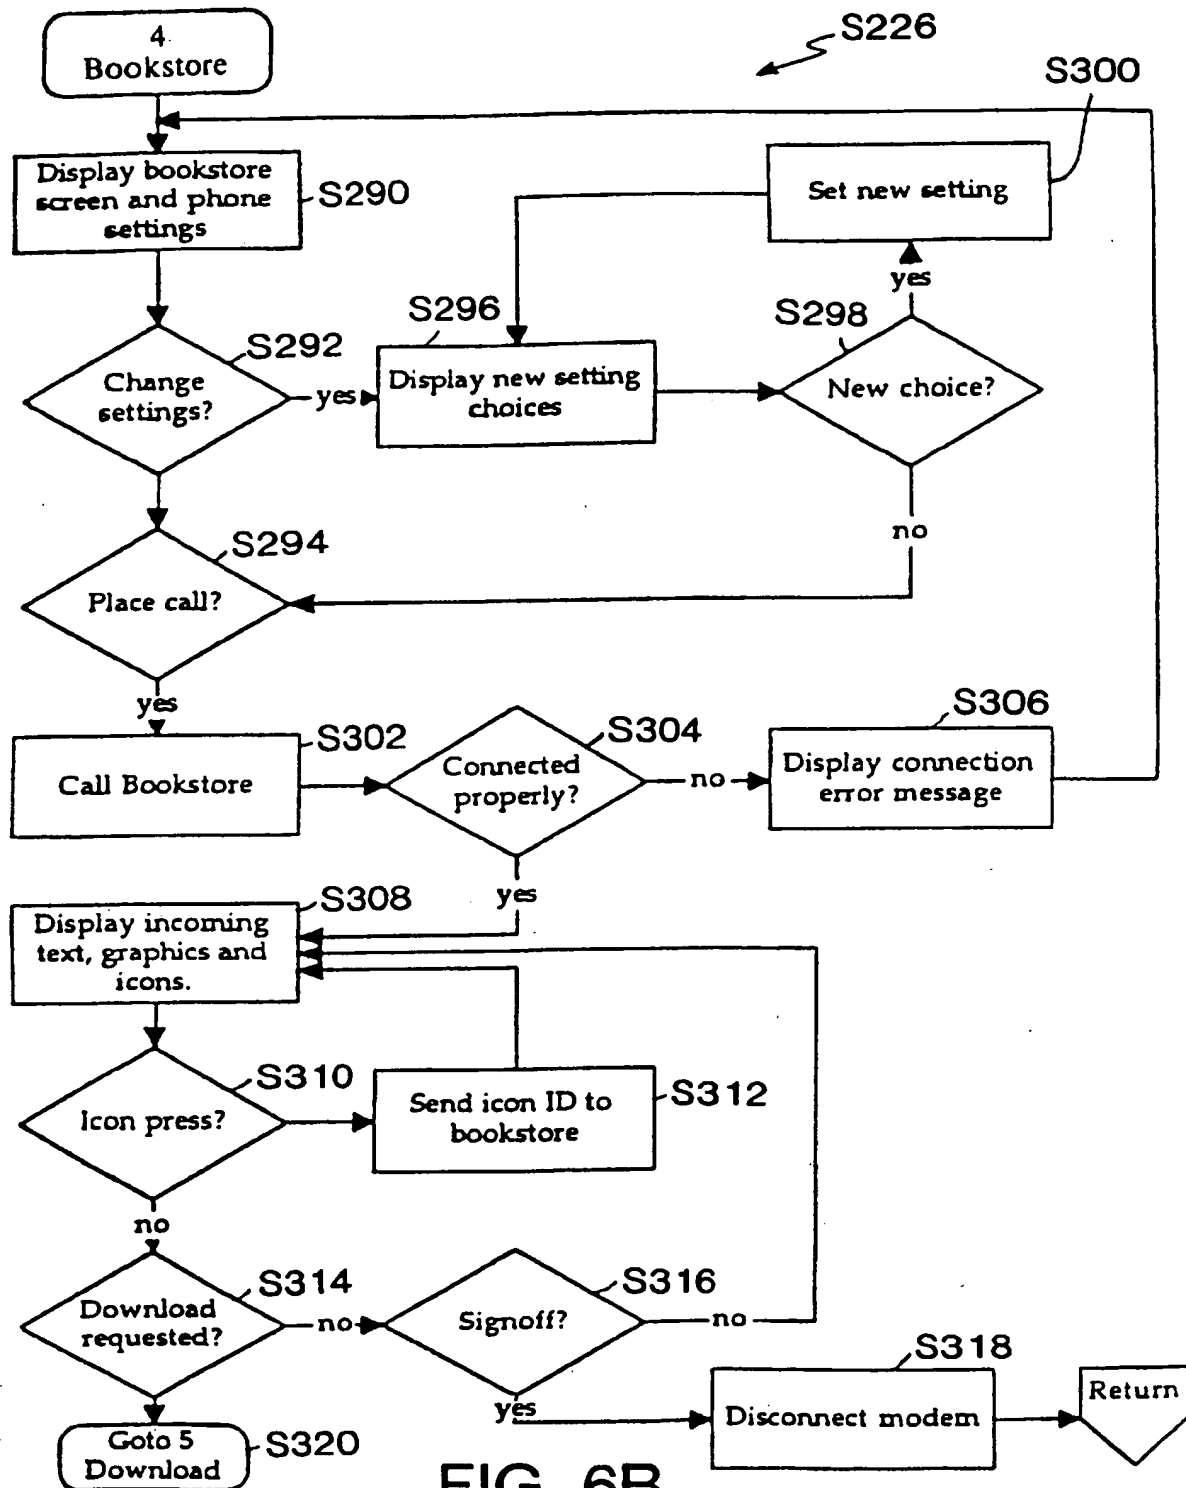 4
Bookstore
S226
S300
Display bookstore
screen and phone
settings
S290
Set new setting
yes
S292
Change
settings?
yes
S296
Display new setting
choices
S298
New choice?
no
S294
Place call?
yes
S302
Call Bookstore
S304
Connected
properly?
no
S306
Display connection
error message
yes
S308
Display incoming
text, graphics and
icons.
S310
Icon press?
Send icon ID to
bookstore
S312
no
S314
Download
requested?
no
S316
Signoff?
no
yes
S318
Disconnect modem
Return
Goto 5
Download
S320
FIG. 6B